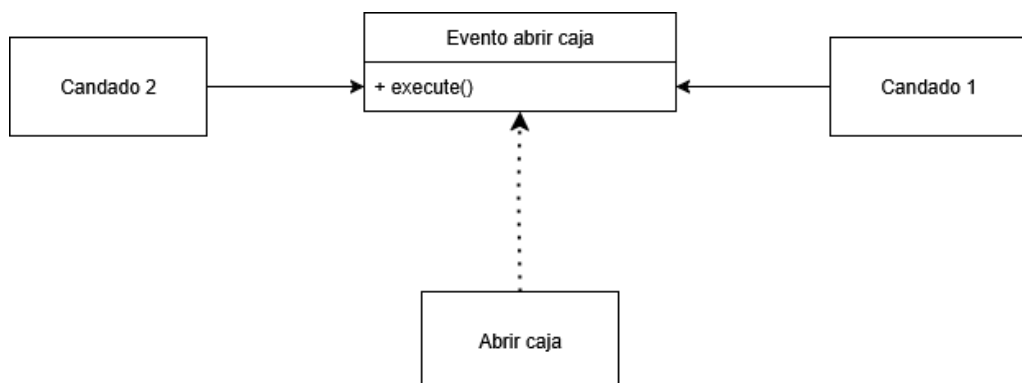 Evento abrir caja
Candado 2
+ execute()
Candado 1
Abrir caja